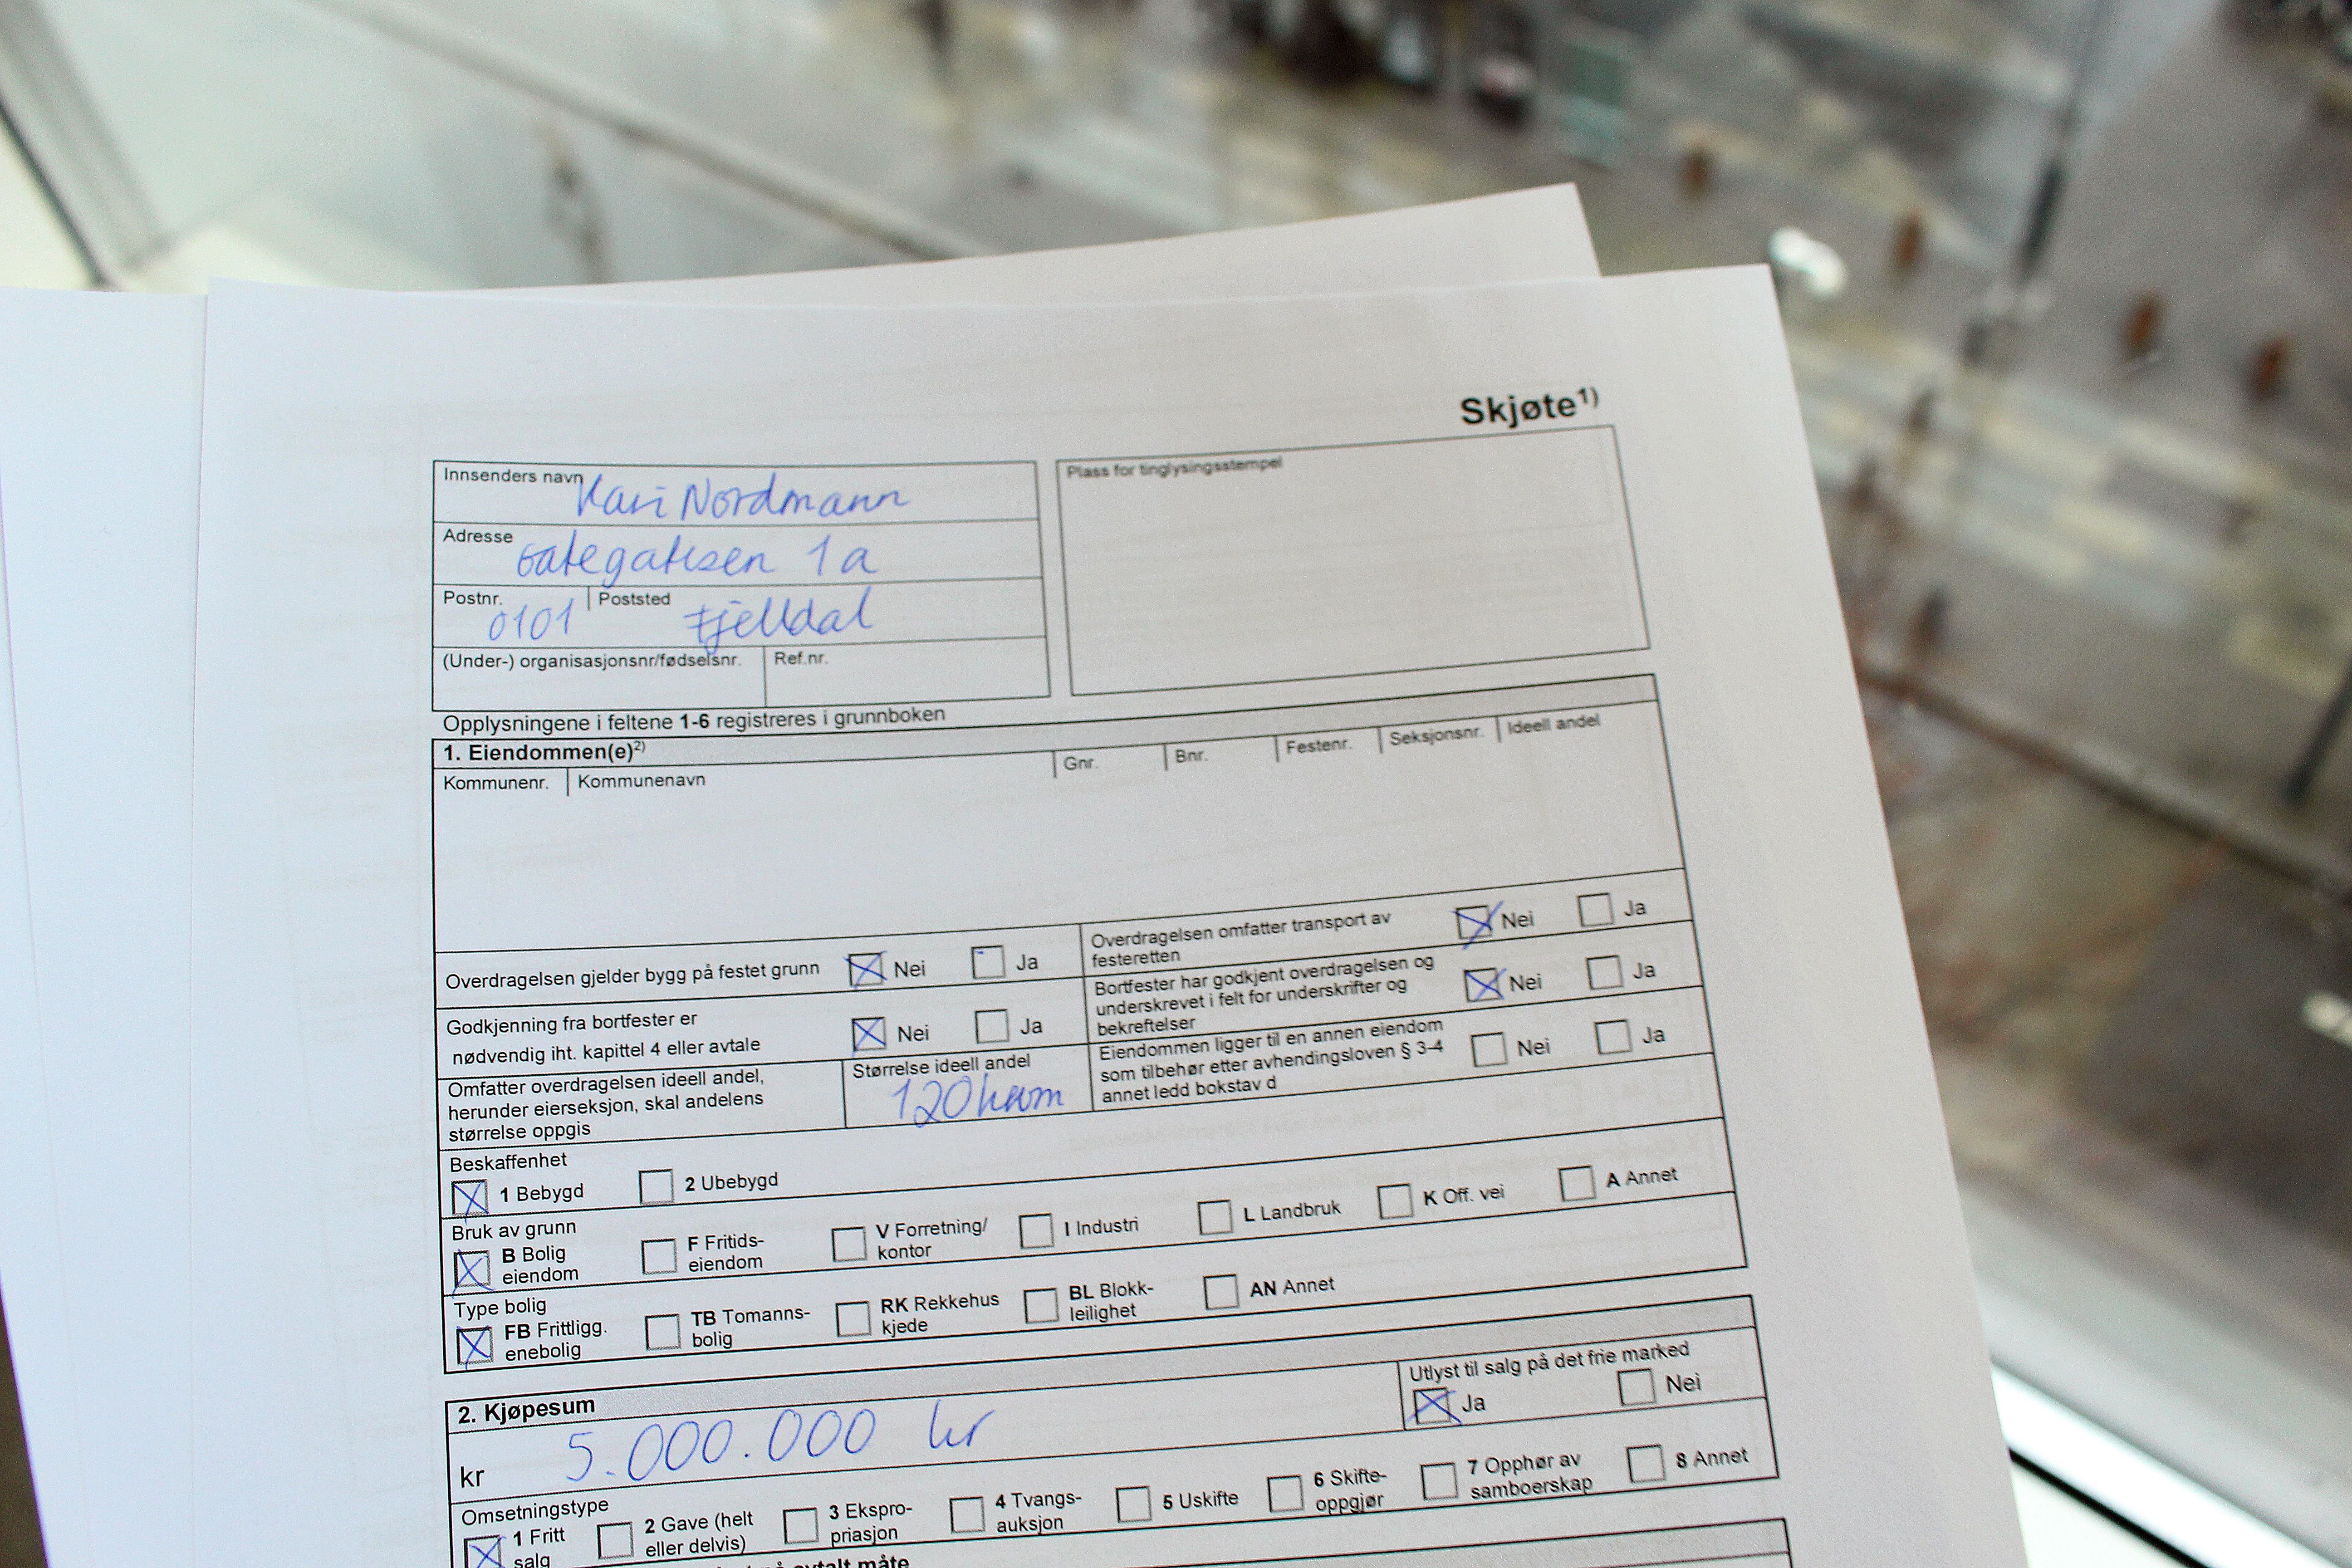 Skjøte1)
Innsenders navn Kari Nordmann
Plass for tinglysingsstempel
Adresse Gategatisen 1a
Postnr. 0101 Poststed Fjelldal
(Under-) organisasjonsnr/fødselsnr. Ref.nr.
Opplysningene i feltene 1-6 registreres i grunnboken
1. Eiendommen(e)2)
Kommunenr. Kommunenavn Gnr. Bnr. Festenr. Seksjonsnr. Ideell andel
Overdragelsen gjelder bygg på festet grunn Nei Ja
Overdragelsen omfatter transport av
festeretten Nei Ja
Godkjenning fra bortfester er
nødvendig iht. kapittel 4 eller avtale Nei Ja
Bortfester har godkjent overdragelsen og
underskrevet i felt for underskrifter og
bekreftelser Nei Ja
Omfatter overdragelsen ideell andel,
herunder eierseksjon, skal andelens
størrelse oppgis
Størrelse ideell andel
120 kvm
Eiendommen ligger til en annen eiendom
som tilbehør etter avhendingsloven § 3-4
annet ledd bokstav d Nei Ja
Beskaffenhet
1 Bebygd 2 Ubebygd
Bruk av grunn
B Bolig
eiendom
F Fritids-
eiendom
V Forretning/
kontor
I Industri
L Landbruk
K Off. vei
A Annet
Type bolig
FB Frittligg.
enebolig
TB Tomanns-
bolig
RK Rekkehus
kjede
BL Blokk-
leilighet
AN Annet
2. Kjøpesum
kr 5.000.000 kr
Utlyst til salg på det frie marked
Ja Nei
Omsetningstype
1 Fritt
salg
2 Gave (helt
eller delvis)
3 Ekspro-
priasjon
4 Tvangs-
auksjon
5 Uskifte
6 Skifte-
oppgjør
7 Opphør av
samboerskap
8 Annet
avtalt måte